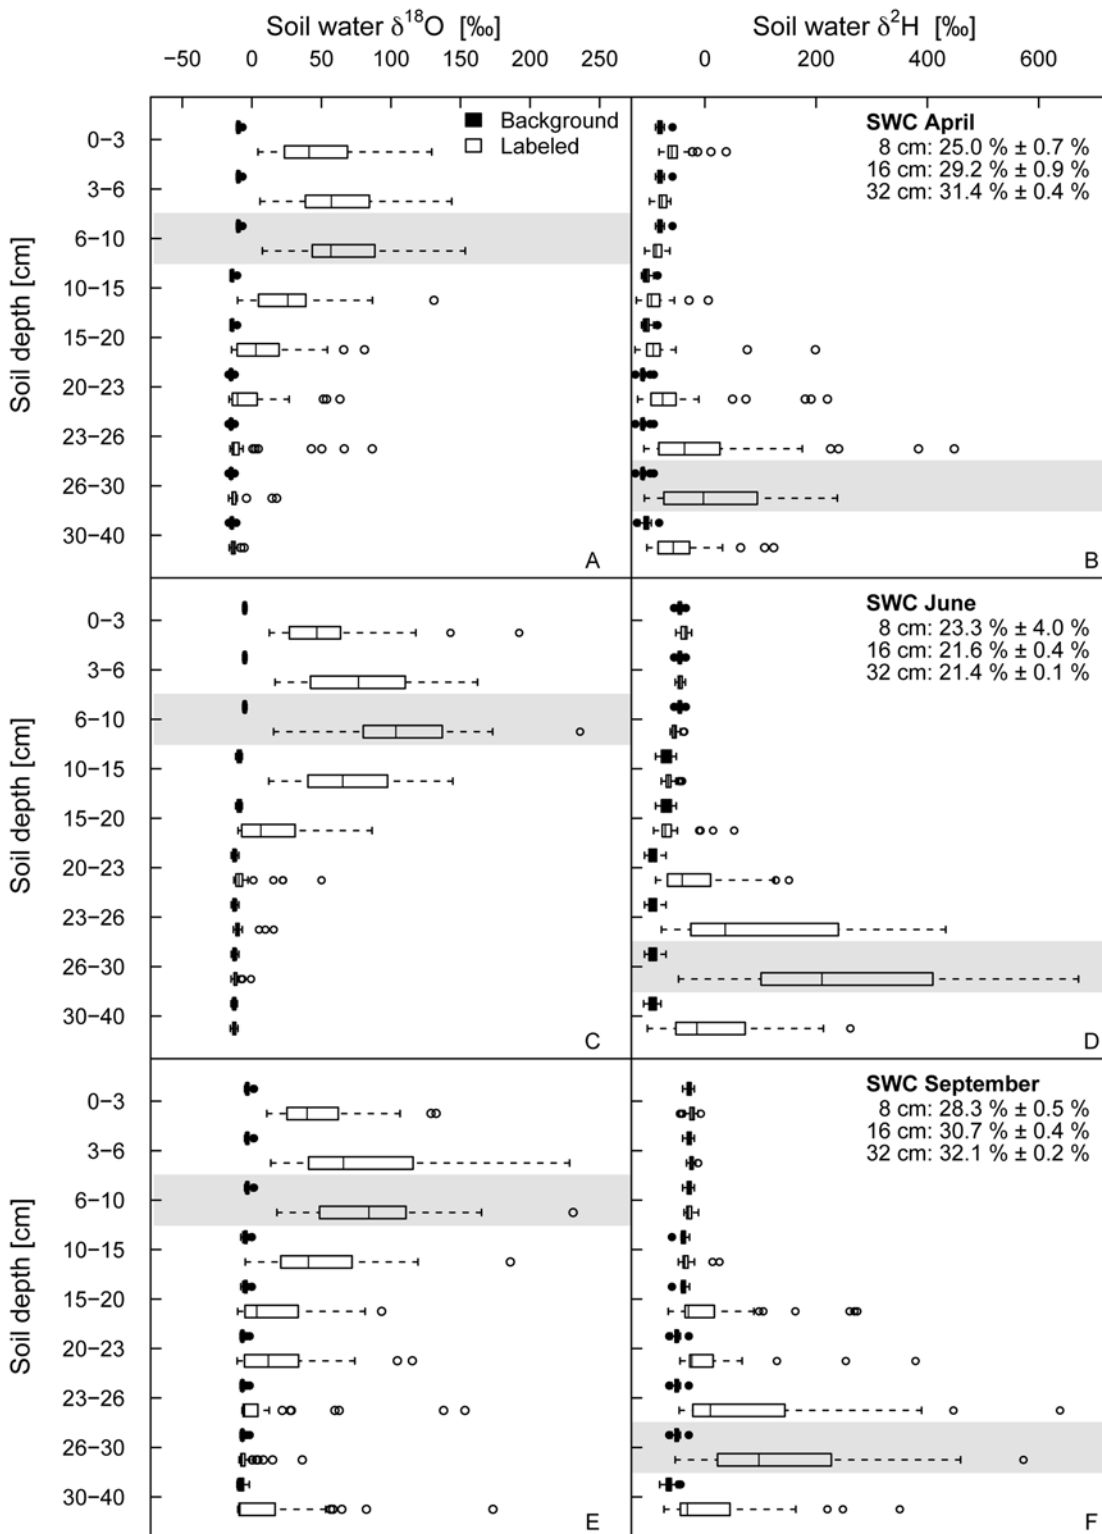 Soil water δ¹⁸O [‰]
Soil water δ²H [‰]
−50 0 50 100 150 200 250
0 200 400 600
Soil depth [cm]
0−3
3−6
6−10
10−15
15−20
20−23
23−26
26−30
30−40
Background
Labeled
A
SWC April
8 cm: 25.0 % ± 0.7 %
16 cm: 29.2 % ± 0.9 %
32 cm: 31.4 % ± 0.4 %
B
Soil depth [cm]
0−3
3−6
6−10
10−15
15−20
20−23
23−26
26−30
30−40
C
SWC June
8 cm: 23.3 % ± 4.0 %
16 cm: 21.6 % ± 0.4 %
32 cm: 21.4 % ± 0.1 %
D
Soil depth [cm]
0−3
3−6
6−10
10−15
15−20
20−23
23−26
26−30
30−40
E
SWC September
8 cm: 28.3 % ± 0.5 %
16 cm: 30.7 % ± 0.4 %
32 cm: 32.1 % ± 0.2 %
F